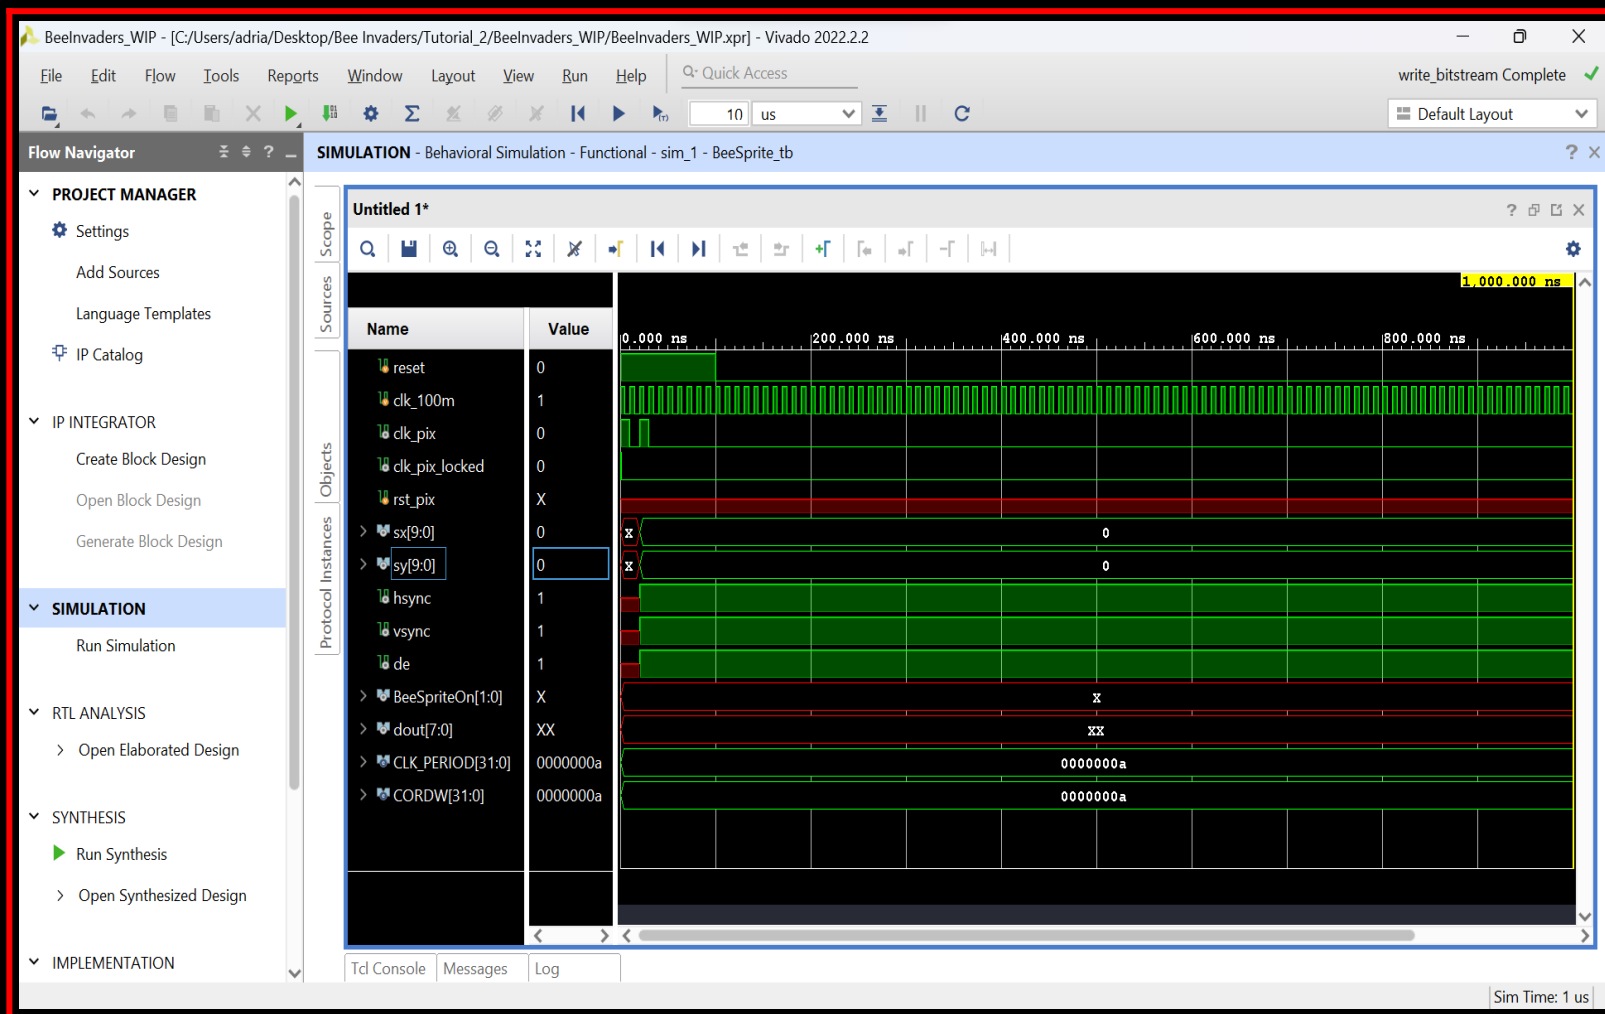 BeeInvaders_WIP - [C:/Users/adria/Desktop/Bee Invaders/Tutorial_2/BeeInvaders_WIP/BeeInvaders_WIP.xpr] - Vivado 2022.2.2
File Edit Flow Tools Reports Window Layout View Run Help Quick Access write_bitstream Complete
10 us Default Layout
Flow Navigator
SIMULATION - Behavioral Simulation - Functional - sim_1 - BeeSprite_tb
PROJECT MANAGER
Settings
Add Sources
Language Templates
IP Catalog
IP INTEGRATOR
Create Block Design
Open Block Design
Generate Block Design
SIMULATION
Run Simulation
RTL ANALYSIS
Open Elaborated Design
SYNTHESIS
Run Synthesis
Open Synthesized Design
IMPLEMENTATION
Scope
Sources
Objects
Protocol Instances
Untitled 1*
1,000.000 ns
Name Value
0.000 ns 200.000 ns 400.000 ns 600.000 ns 800.000 ns
reset 0
clk_100m 1
clk_pix 0
clk_pix_locked 0
rst_pix X
sx[9:0] 0 X 0
sy[9:0] 0 X 0
hsync 1
vsync 1
de 1
BeeSpriteOn[1:0] X X
dout[7:0] XX XX
CLK_PERIOD[31:0] 0000000a 0000000a
CORDW[31:0] 0000000a 0000000a
Tcl Console Messages Log
Sim Time: 1 us